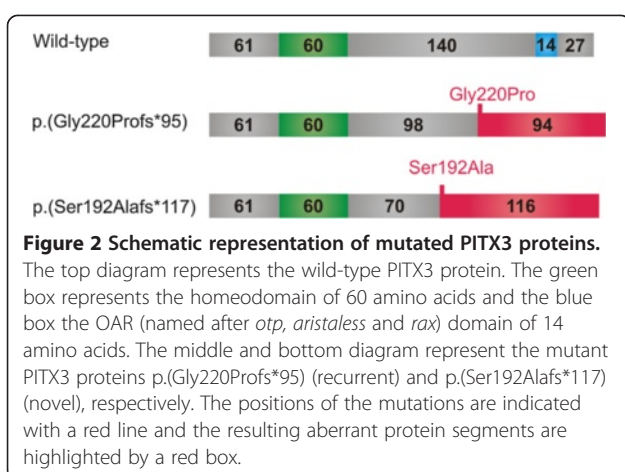 Wild-type 61 60 140 14 27
Gly220Pro
p.(Gly220Profs*95) 61 60 98 94
Ser192Ala
p.(Ser192Alafs*117) 61 60 70 116
Figure 2 Schematic representation of mutated PITX3 proteins.
The top diagram represents the wild-type PITX3 protein. The green
box represents the homeodomain of 60 amino acids and the blue
box the OAR (named after otp, aristaless and rax) domain of 14
amino acids. The middle and bottom diagram represent the mutant
PITX3 proteins p.(Gly220Profs*95) (recurrent) and p.(Ser192Alafs*117)
(novel), respectively. The positions of the mutations are indicated
with a red line and the resulting aberrant protein segments are
highlighted by a red box.